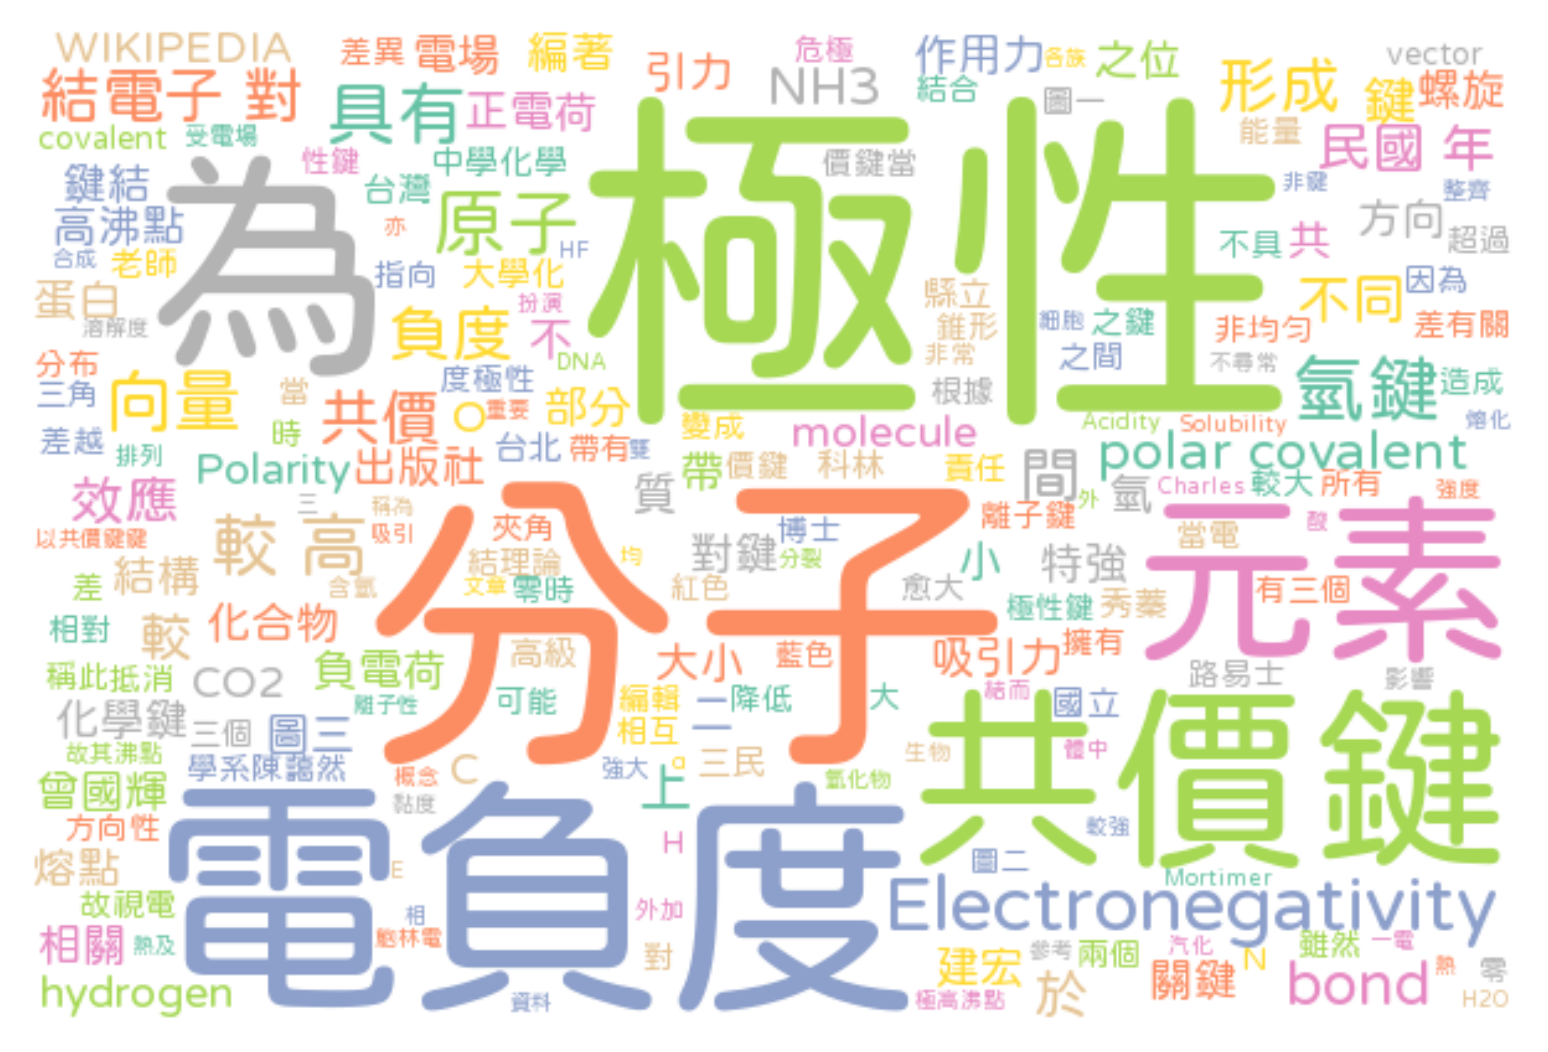 WIKIPEDIA
差異
電場
編著
引力
危極
NH3
作用力
各族
之位
vector
結電子 對
具有
正電荷
結合
圖一
形成
鍵
螺旋
covalent
受電場
極性
能量
民國 年
為
性鍵
中學化學
價鍵當
鍵結
台灣
原子
非鍵
整齊
高沸點
亦
HF
不具
共
方向
超過
合成
老師
指向
大學化
縣立
不同
因為
蛋白
溶解度
扮演
負度
不
錐形
細胞
之鍵
非均勻
差有關
分布
DNA
非常
之間
不尋常
三角
向量
當
度極性
根據
氫鍵
造成
共價
O
重要
部分
變成
molecule
Acidity
Solubility
熔化
差越
時
台北
帶有
雙
polar covalent
排列
Polarity
出版社
帶
價鍵
科林
責任
間
效應
三
稱為
質
外
氫
Charles
較大
所有
強度
以共價鍵鍵
較 高
吸引
夾角
分子
博士
離子鍵
當電
酸
元素
結構
結理論
均
對鍵
分裂
小
特強
差
含氫
文章
零時
紅色
愈大
極性鍵
秀蓁
有三個
相對
較
化合物
稱此抵消
CO2
負電荷
高級
大小
藍色
吸引力
擁有
路易士
影響
離子性
可能
編輯
一
降低
大
結而
國立
共價鍵
化學鍵
三個
圖三
相互
一
故其沸點
學系陳藹然
概念
C
強大
a
三民
生物
體中
氫化物
曾國輝
黏度
上
方向性
電負度
H
較強
熔點
E
圖二
Mortimer
故視電
相
外加
Electronegativity
相關
熱及
鮑林電
對
建宏
參考
兩個
汽化
N
雖然
一電
hydrogen
資料
極高沸點
於
關鍵
bond
熱
零
H2O